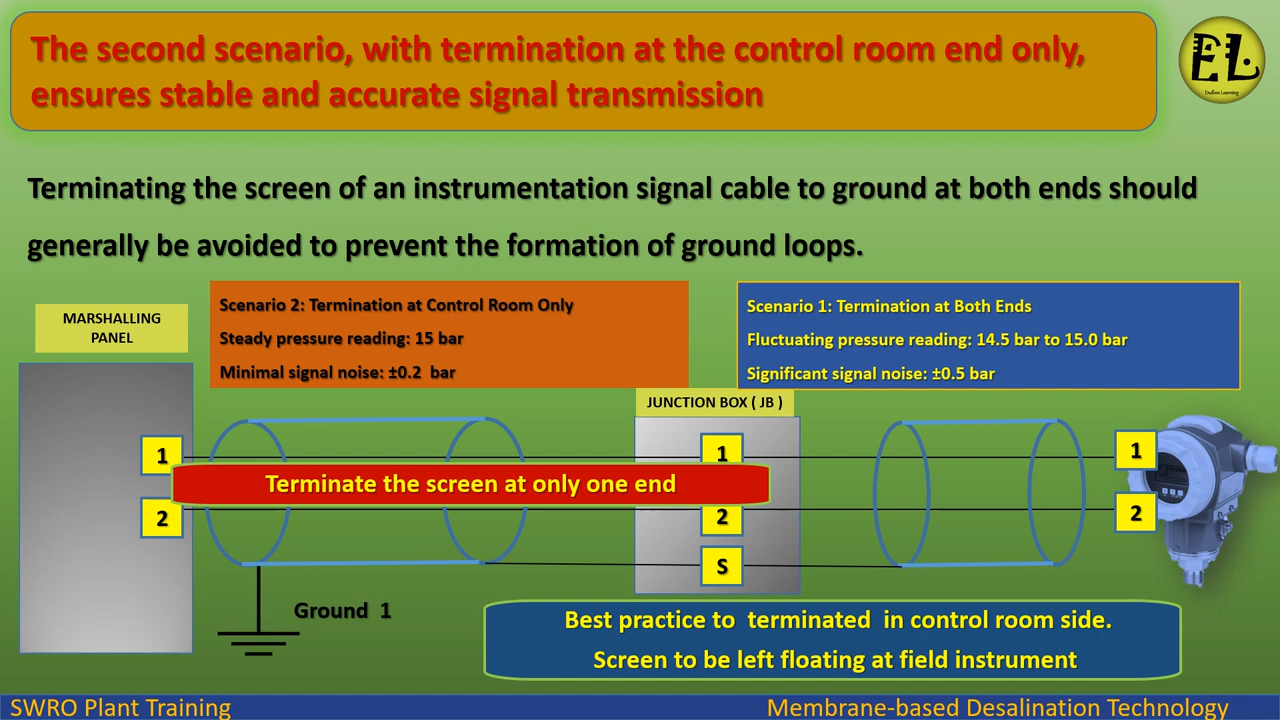 The second scenario, with termination at the control room end only,
ensures stable and accurate signal transmission
EL
Endless Learning
Terminating the screen of an instrumentation signal cable to ground at both ends should
generally be avoided to prevent the formation of ground loops.
MARSHALLING
PANEL
Scenario 2: Termination at Control Room Only
Steady pressure reading: 15 bar
Minimal signal noise: ±0.2 bar
Scenario 1: Termination at Both Ends
Fluctuating pressure reading: 14.5 bar to 15.0 bar
Significant signal noise: ±0.5 bar
JUNCTION BOX ( JB )
1
1
1
Terminate the screen at only one end
2
2
2
S
Ground 1
Best practice to terminated in control room side.
Screen to be left floating at field instrument
SWRO Plant Training
Membrane-based Desalination Technology